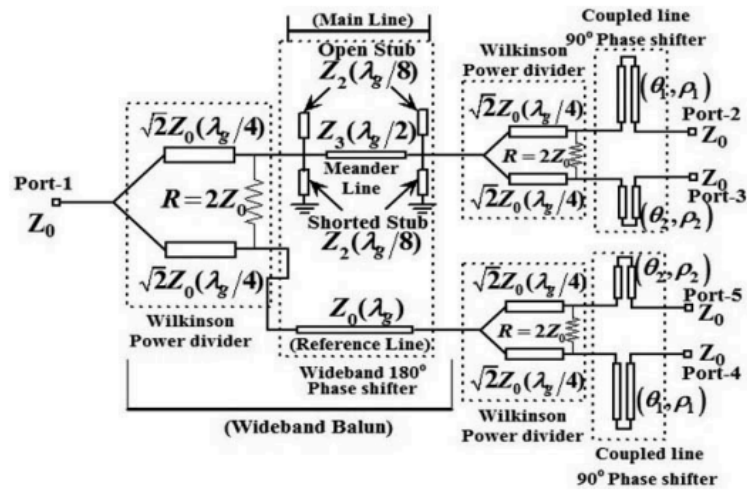 (Main Line)
Open Stub
Z₂(λg/8)
Coupled line
90° Phase shifter
Wilkinson
Power divider
(θ₁,ρ₁)
√2Z₀(λg/4)
Port-2
Z₀
√2Z₀(λg/4)
Z₃(λg/2)
Meander
Line
R = 2Z₀
Port-1
Z₀
R = 2Z₀
Z₀
Port-3
√2Z₀(λg/4)
(θ₂,ρ₂)
Shorted Stub
Z₂(λg/8)
√2Z₀(λg/4)
Wilkinson
Power divider
√2Z₀(λg/4)
(θ₂,ρ₂)
Port-5
Z₀
Z₀(λg)
(Reference Line)
R = 2Z₀
Z₀
Port-4
Wideband 180°
Phase shifter
√2Z₀(λg/4)
(θ₁,ρ₁)
(Wideband Balun)
Wilkinson
Power divider
Coupled line
90° Phase shifter